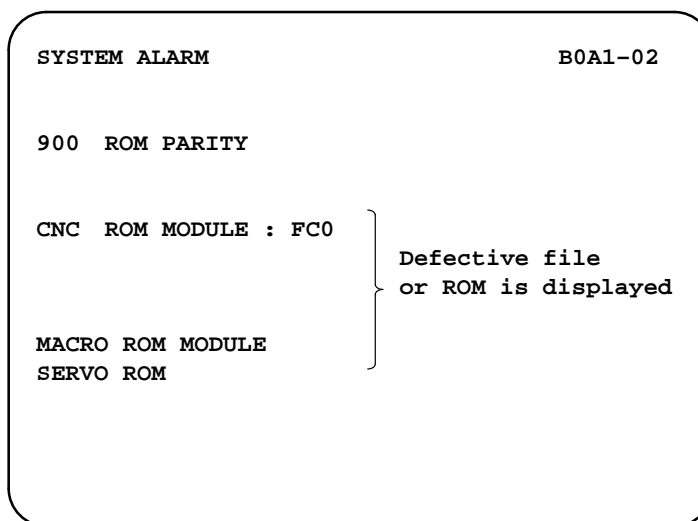 SYSTEM ALARM B0A1–02
900 ROM PARITY
CNC ROM MODULE : FC0
Defective file
or ROM is displayed
MACRO ROM MODULE
SERVO ROM